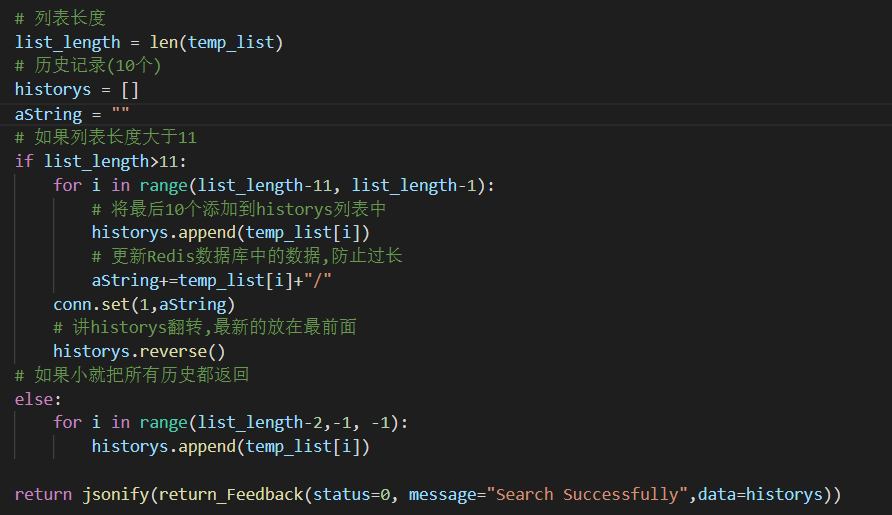 # 列表长度
list_length = len(temp_list)
# 历史记录(10个)
historys = []
aString = ""
# 如果列表长度大于11
if list_length>11:
    for i in range(list_length-11, list_length-1):
        # 将最后10个添加到historys列表中
        historys.append(temp_list[i])
        # 更新Redis数据库中的数据,防止过长
        aString+=temp_list[i]+"/"
    conn.set(1,aString)
    # 讲historys翻转,最新的放在最前面
    historys.reverse()
# 如果小就把所有历史都返回
else:
    for i in range(list_length-2,-1, -1):
        historys.append(temp_list[i])
return jsonify(return_Feedback(status=0, message="Search Successfully",data=historys))